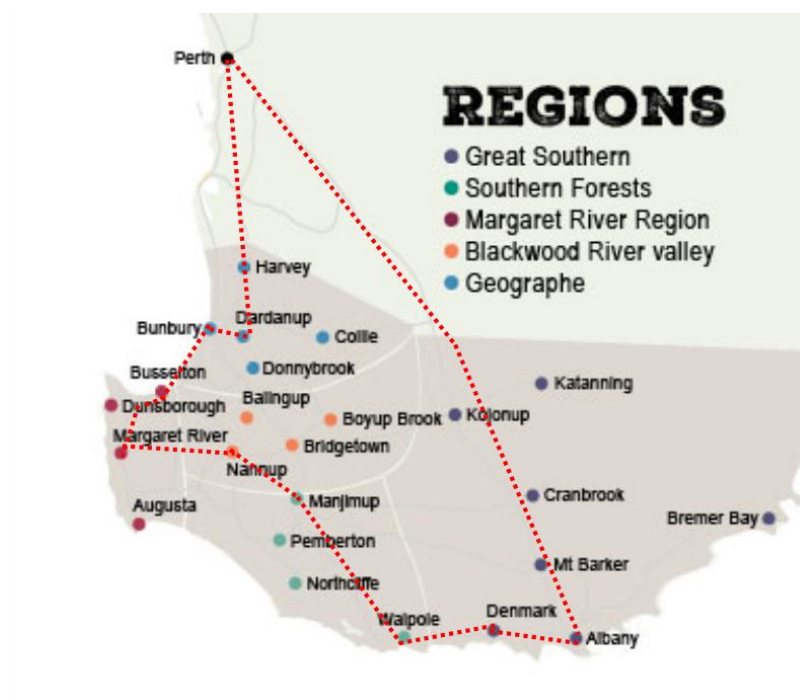 Perth
REGIONS
Great Southern
Southern Forests
Margaret River Region
Blackwood River valley
Geographe
Harvey
Dardanup
Bunbury
Collie
Donnybrook
Busselton
Katanning
Balingup
Dunsborough
Boyup Brook
Kojonup
Margaret River
Bridgetown
Nannup
Manjimup
Cranbrook
Augusta
Bremer Bay
Pemberton
Mt Barker
Northcliffe
Walpole
Denmark
Albany